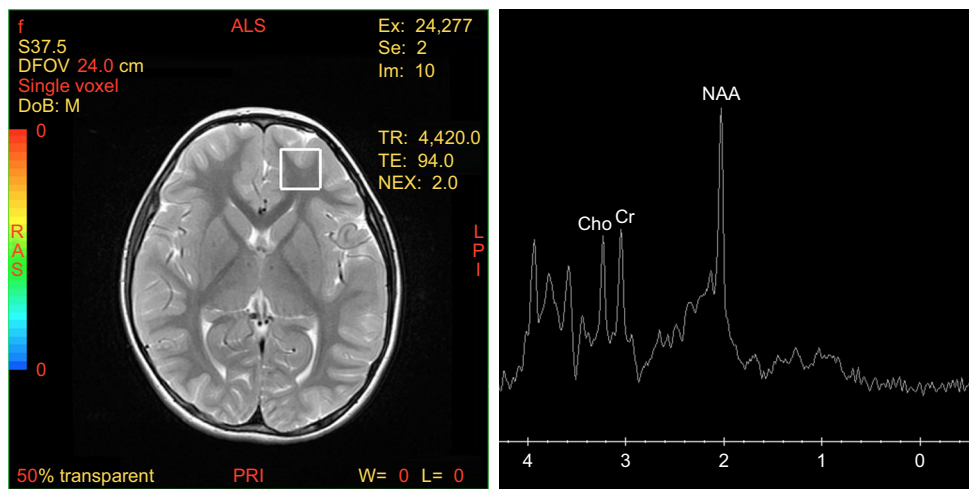 f
ALS
Ex: 24,277
S37.5
Se: 2
DFOV 24.0 cm
Im: 10
Single voxel
DoB: M
0
TR: 4,420.0
TE: 94.0
NEX: 2.0
R
A
S
L
P
I
0
50% transparent
PRI
W= 0 L= 0
NAA
Cho Cr
4 3 2 1 0